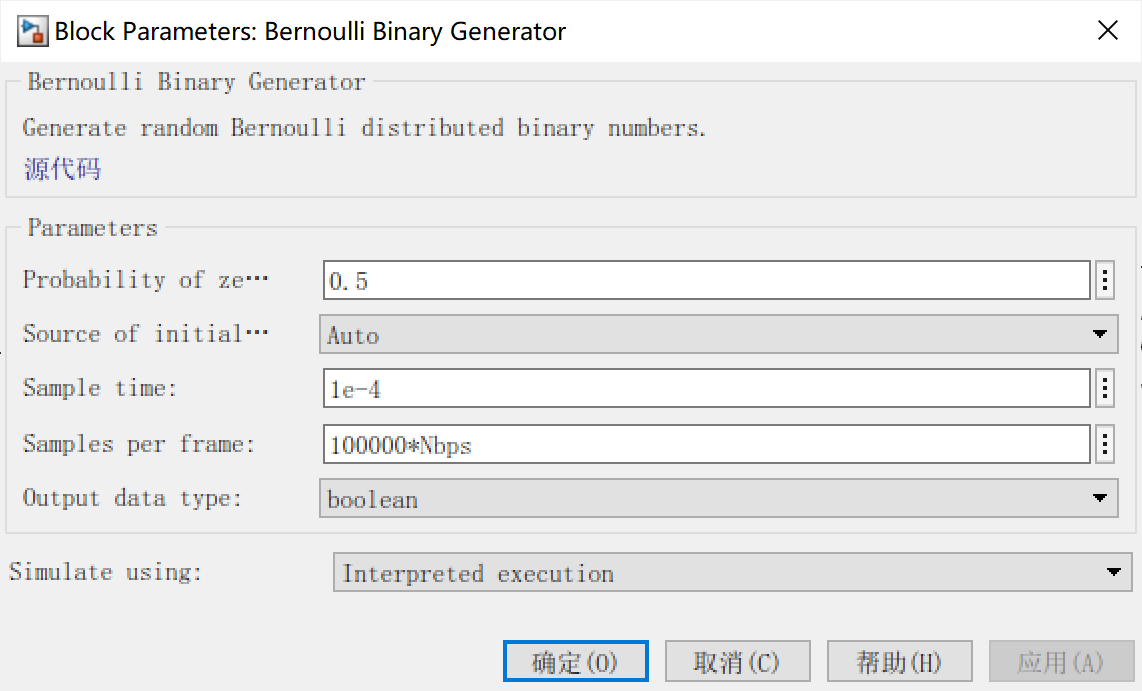 Block Parameters: Bernoulli Binary Generator
Bernoulli Binary Generator
Generate random Bernoulli distributed binary numbers.
源代码
Parameters
Probability of ze… 0.5
Source of initial… Auto
Sample time: 1e-4
Samples per frame: 100000*Nbps
Output data type: boolean
Simulate using: Interpreted execution
确定(O) 取消(C) 帮助(H) 应用(A)